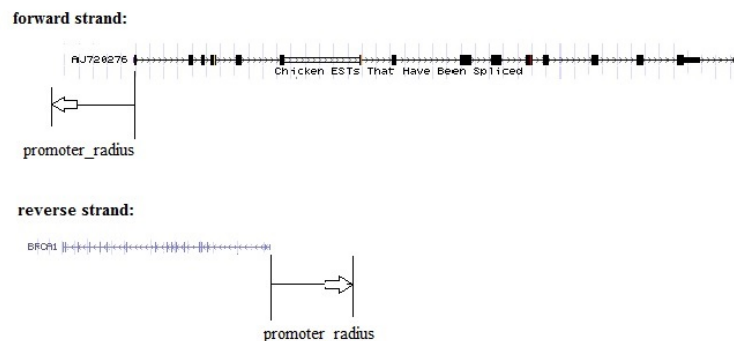 forward strand:
AJ720276
Chicken ESTs That Have Been Spliced
promoter_radius
reverse strand:
BRCA1
promoter_radius